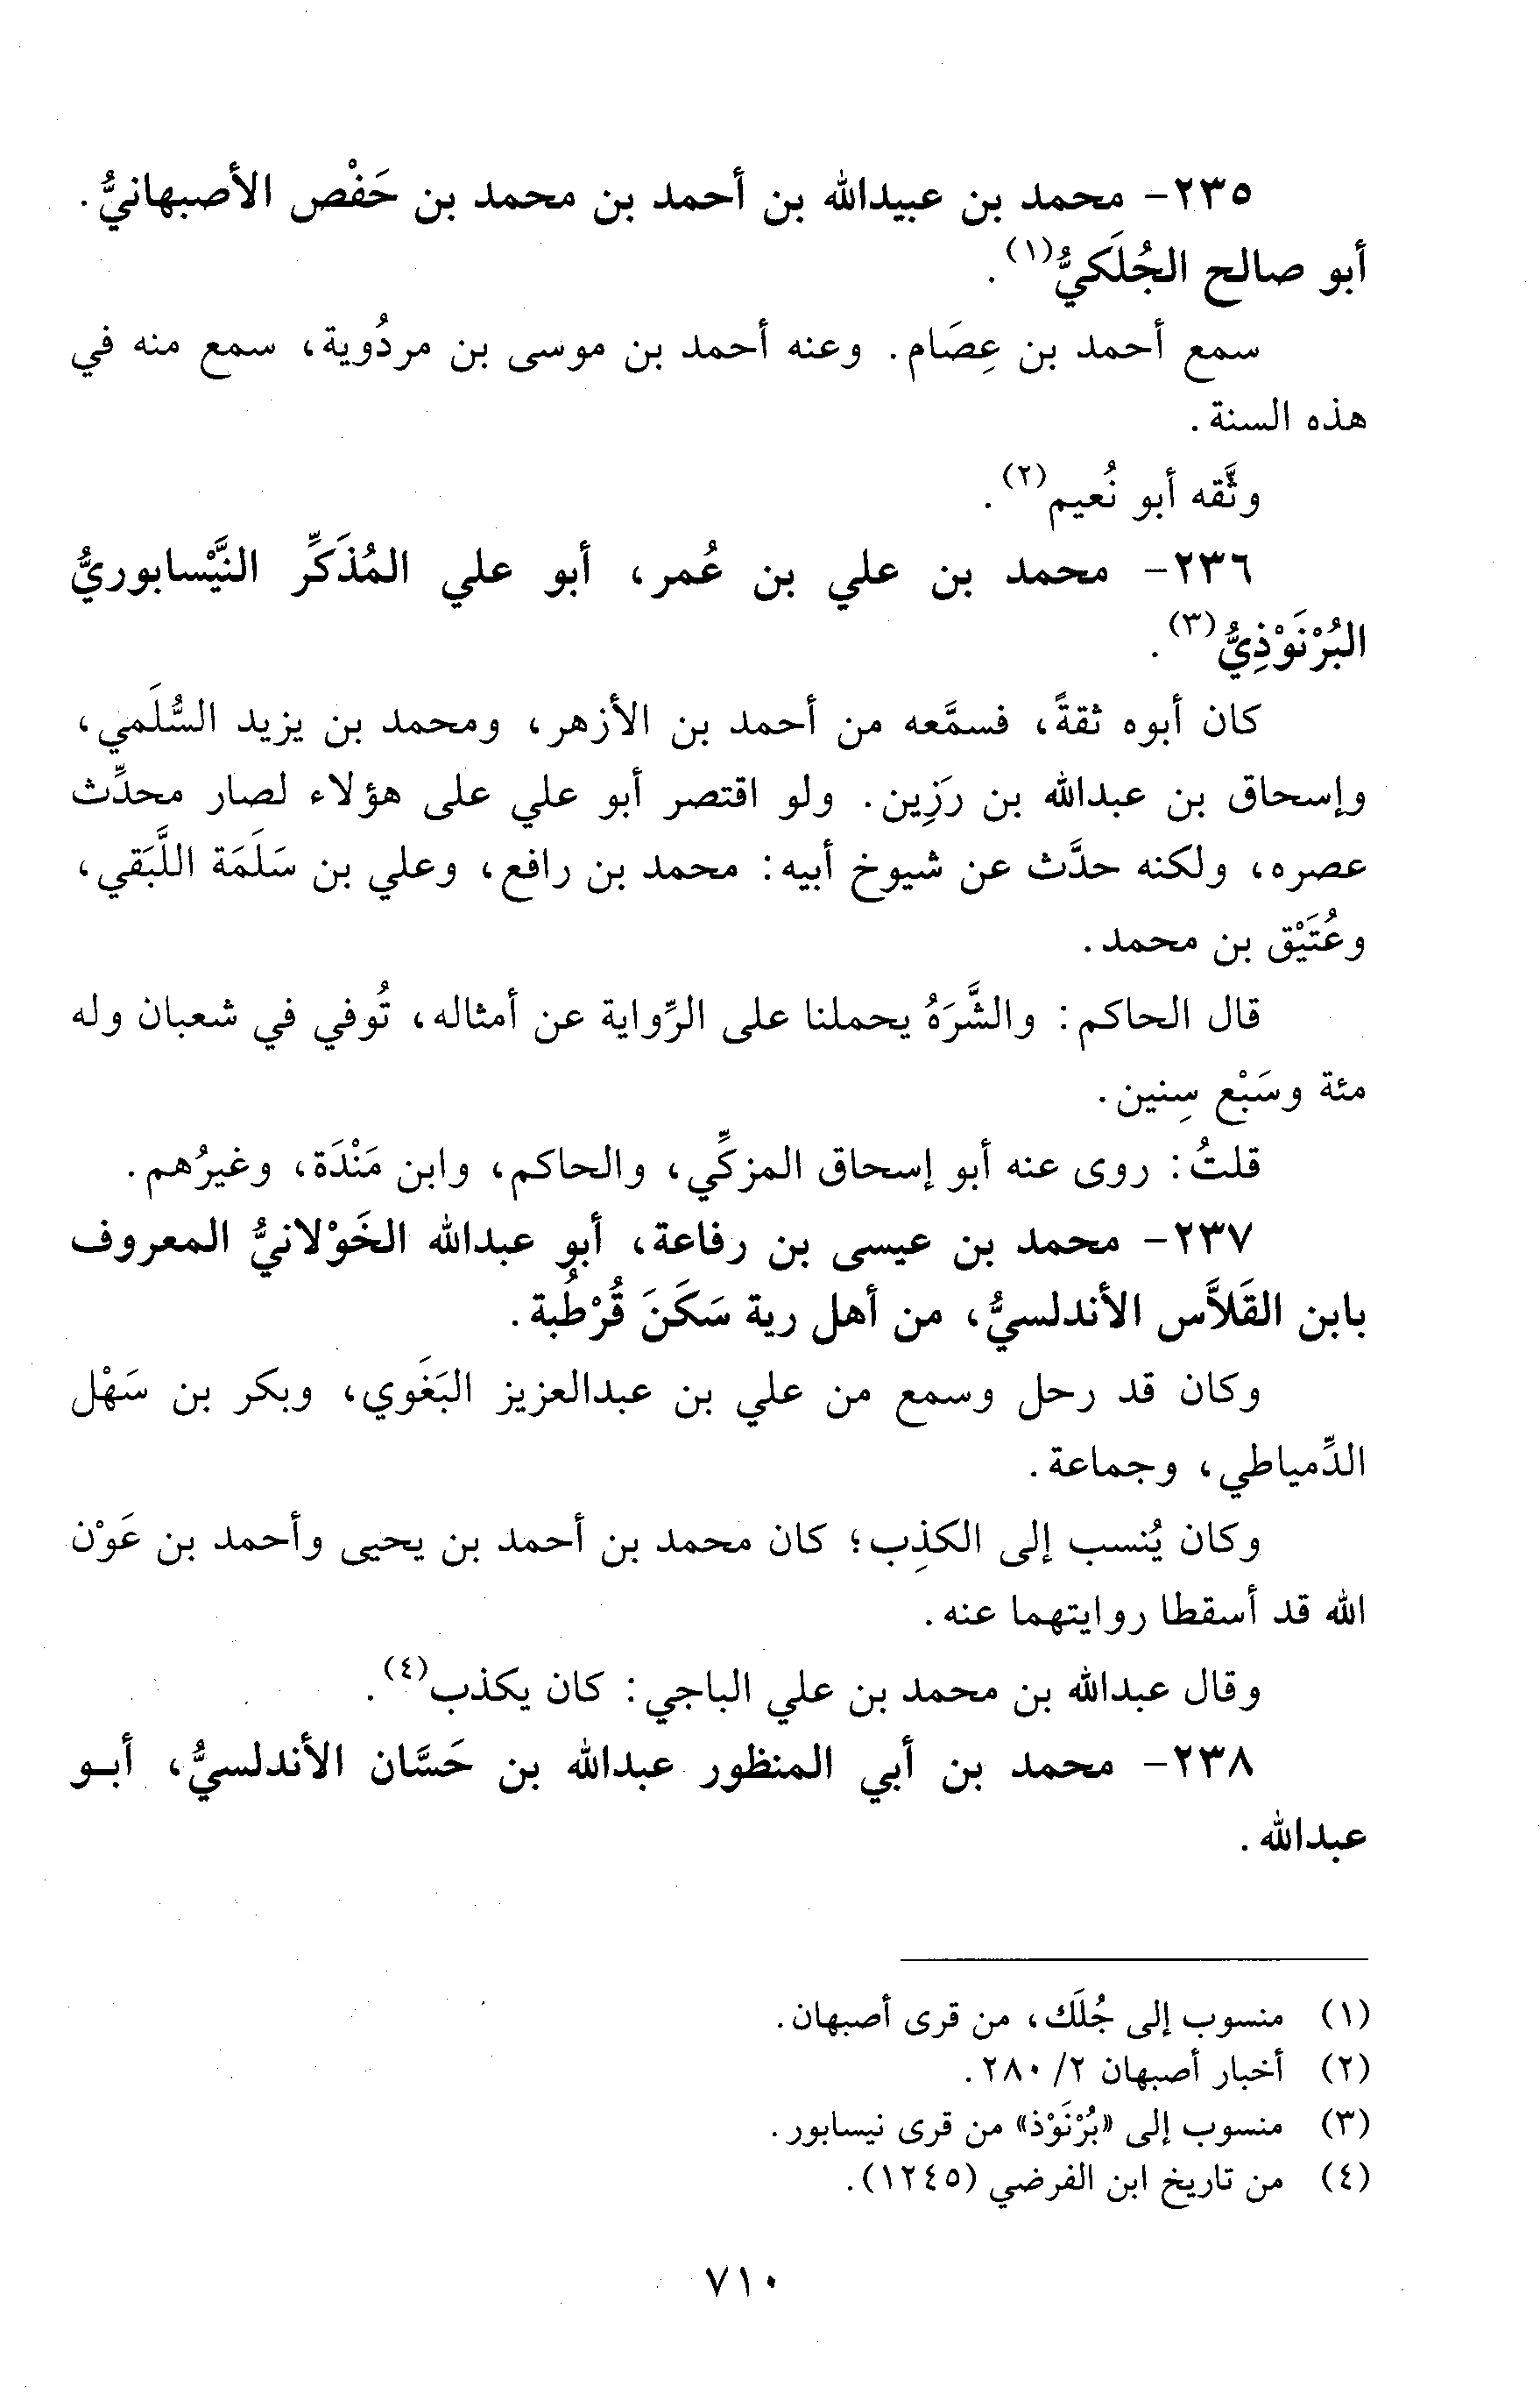 ٢٣٥- محمد بن عبيدالله بن أحمد بن محمد بن حَفْص الأصبهانيُّ.
أبو صالح الجُلَكيُّ(١).
سمع أحمد بن عِصَام. وعنه أحمد بن موسى بن مردُوية، سمع منه في
هذه السنة.
وثَّقه أبو نُعيم(٢).
٢٣٦- محمد بن علي بن عُمر، أبو علي المُذَكِّر النَّيْسابوريُّ
البُرْنَوْذِيُّ(٣).
كان أبوه ثقةً، فسمَّعه من أحمد بن الأزهر، ومحمد بن يزيد السُّلَمي،
وإسحاق بن عبدالله بن رَزِين. ولو اقتصر أبو علي على هؤلاء لصار محدِّث
عصره، ولكنه حدَّث عن شيوخ أبيه: محمد بن رافع، وعلي بن سَلَمَة اللَّبَقي،
وعُتَيْق بن محمد.
قال الحاكم: والشَّرَهُ يحملنا على الرِّواية عن أمثاله، تُوفي في شعبان وله
مئة وسَبْع سِنين.
قلتُ: روى عنه أبو إسحاق المزكِّي، والحاكم، وابن مَنْدَة، وغيرُهم.
٢٣٧- محمد بن عيسى بن رفاعة، أبو عبدالله الخَوْلانيُّ المعروف
بابن القَلاَّس الأندلسيُّ، من أهل رية سَكَنَ قُرْطُبة.
وكان قد رحل وسمع من علي بن عبدالعزيز البَغَوي، وبكر بن سَهْل
الدِّمياطي، وجماعة.
وكان يُنسب إلى الكذِب؛ كان محمد بن أحمد بن يحيى وأحمد بن عَوْن
الله قد أسقطا روايتهما عنه.
وقال عبدالله بن محمد بن علي الباجي: كان يكذب(٤).
٢٣٨- محمد بن أبي المنظور عبدالله بن حَسَّان الأندلسيُّ، أبـو
عبدالله.
(١) منسوب إلى جُلَك، من قرى أصبهان.
(٢) أخبار أصبهان ٢/ ٢٨٠.
(٣) منسوب إلى «بُرْنَوْذ» من قرى نيسابور.
(٤) من تاريخ ابن الفرضي (١٢٤٥).
٧١٠